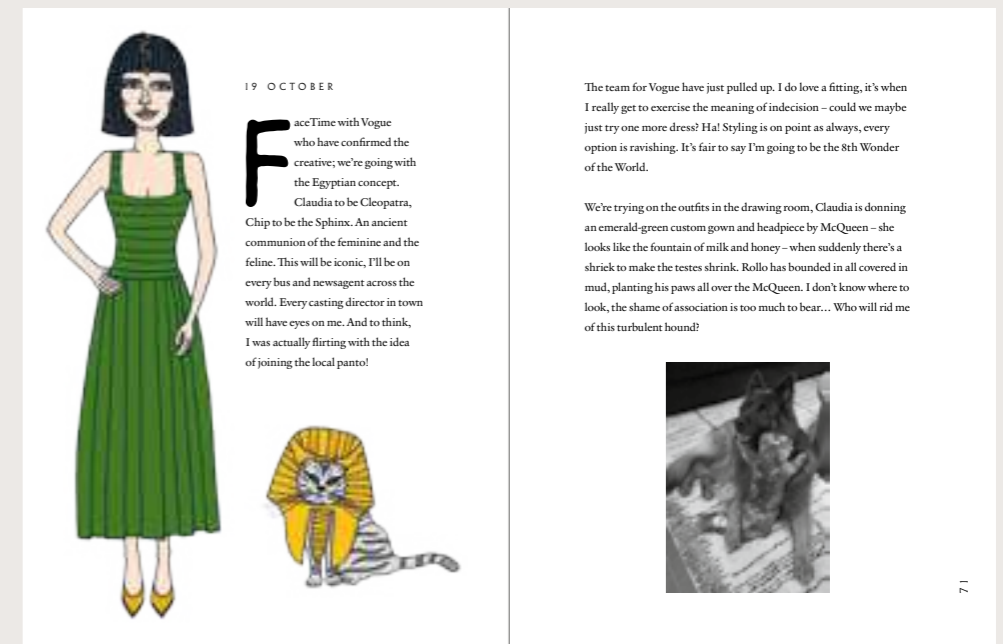 19 OCTOBER
FaceTime with Vogue
who have confirmed the
creative; we’re going with
the Egyptian concept.
Claudia to be Cleopatra,
Chip to be the Sphinx. An ancient
communion of the feminine and the
feline. This will be iconic, I’ll be on
every bus and newsagent across the
world. Every casting director in town
will have eyes on me. And to think,
I was actually flirting with the idea
of joining the local panto!
The team for Vogue have just pulled up. I do love a fitting, it’s when
I really get to exercise the meaning of indecision – could we maybe
just try one more dress? Ha! Styling is on point as always, every
option is ravishing. It’s fair to say I’m going to be the 8th Wonder
of the World.
We’re trying on the outfits in the drawing room, Claudia is donning
an emerald-green custom gown and headpiece by McQueen – she
looks like the fountain of milk and honey – when suddenly there’s a
shriek to make the testes shrink. Rollo has bounded in all covered in
mud, planting his paws all over the McQueen. I don’t know where to
look, the shame of association is too much to bear… Who will rid me
of this turbulent hound?
71